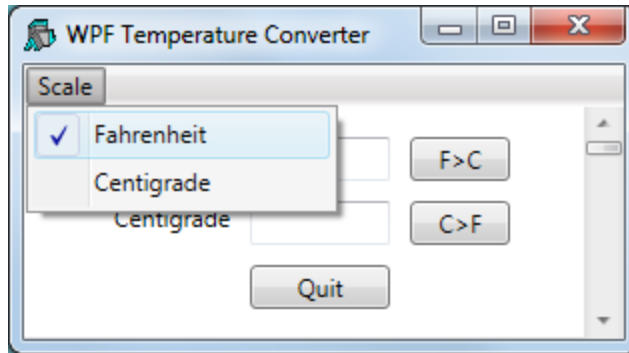 WPF Temperature Converter
Scale
Fahrenheit
F>C
Centigrade
Centigrade
C>F
Quit